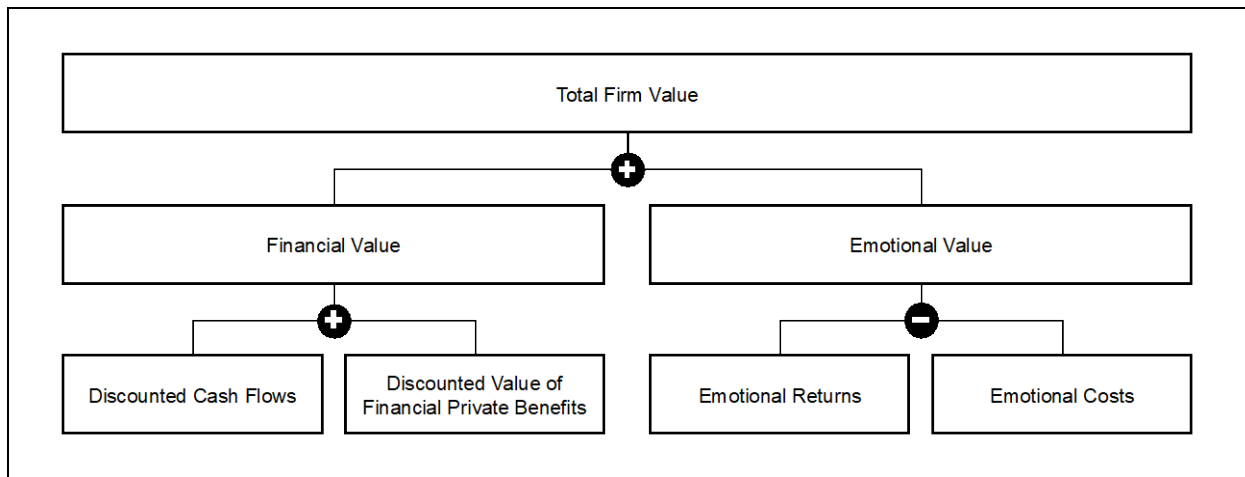 Total Firm Value
Financial Value
Emotional Value
Discounted Cash Flows
Discounted Value of
Financial Private Benefits
Emotional Returns
Emotional Costs